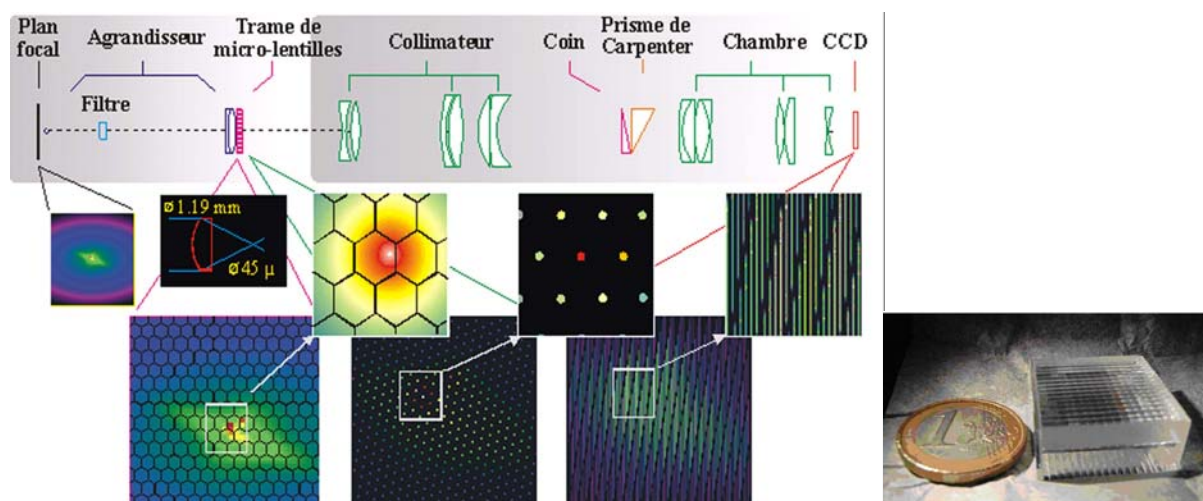 Plan
focal
Agrandisseur
Filtre
Trame de
micro-lentilles
Collimateur
Coin
Prisme de
Carpenter
Chambre
CCD
ø1.19 mm
ø45 µ
1